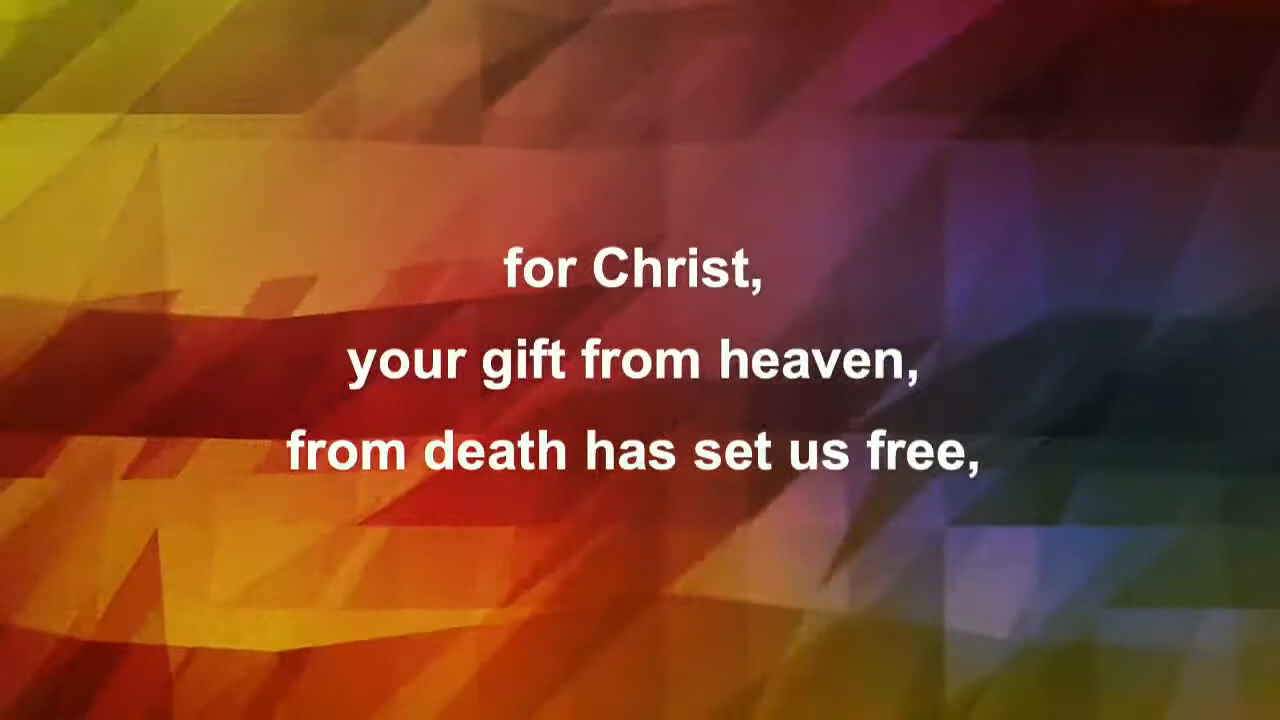 for Christ,
your gift from heaven,
from death has set us free,